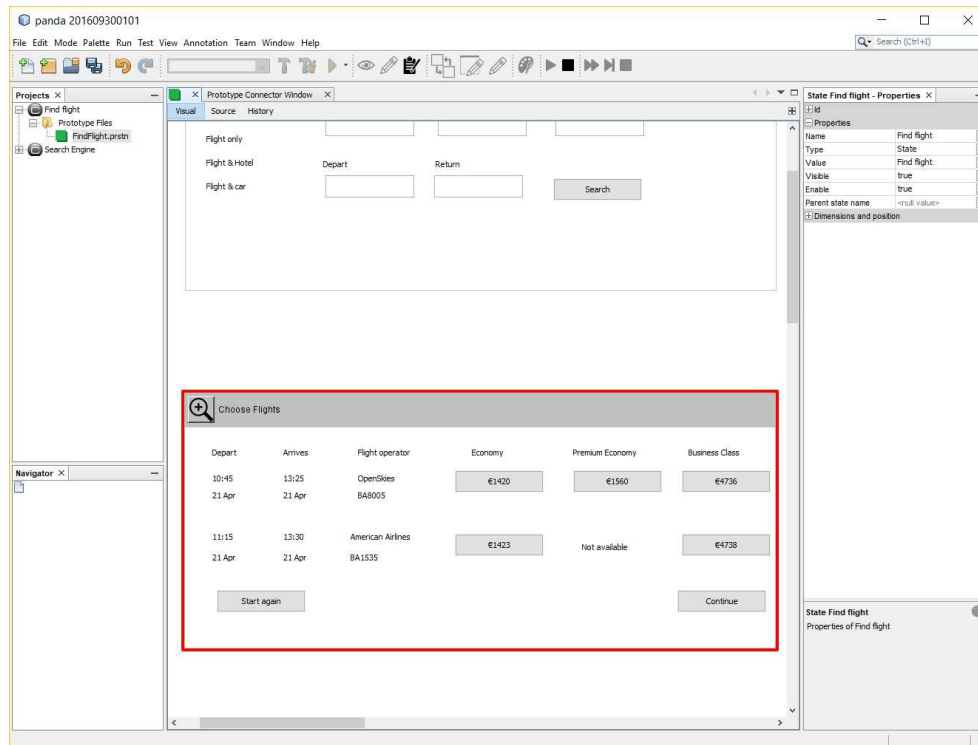 panda 201609300101
File Edit Mode Palette Run Test View Annotation Team Window Help
Search (Ctrl+I)
Projects
Find flight
Prototype Files
FindFlight.prstn
Search Engine
Navigator
Prototype Connector Window
Visual Source History
Flight only
Flight & Hotel Depart Return
Flight & car Search
Choose Flights
Depart Arrives Flight operator Economy Premium Economy Business Class
10:45 13:25 OpenSkies €1420 €1560 €4736
21 Apr 21 Apr BA8005
11:15 13:30 American Airlines €1423 Not available €4738
21 Apr 21 Apr BA1535
Start again Continue
State Find flight - Properties
Id
Properties
Name Find flight
Type State
Value Find flight
Visible true
Enable true
Parent state name <null value>
Dimensions and position
State Find flight
Properties of Find flight